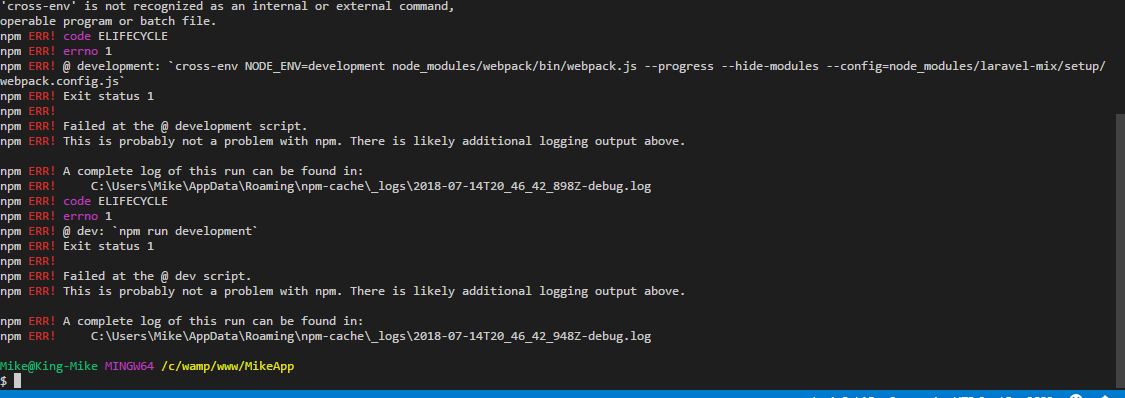 'cross-env' is not recognized as an internal or external command,
operable program or batch file.
npm ERR! code ELIFECYCLE
npm ERR! errno 1
npm ERR! @ development: `cross-env NODE_ENV=development node_modules/webpack/bin/webpack.js --progress --hide-modules --config=node_modules/laravel-mix/setup/
webpack.config.js`
npm ERR! Exit status 1
npm ERR!
npm ERR! Failed at the @ development script.
npm ERR! This is probably not a problem with npm. There is likely additional logging output above.
npm ERR! A complete log of this run can be found in:
npm ERR!     C:\Users\Mike\AppData\Roaming\npm-cache\_logs\2018-07-14T20_46_42_898Z-debug.log
npm ERR! code ELIFECYCLE
npm ERR! errno 1
npm ERR! @ dev: `npm run development`
npm ERR! Exit status 1
npm ERR!
npm ERR! Failed at the @ dev script.
npm ERR! This is probably not a problem with npm. There is likely additional logging output above.
npm ERR! A complete log of this run can be found in:
npm ERR!     C:\Users\Mike\AppData\Roaming\npm-cache\_logs\2018-07-14T20_46_42_948Z-debug.log
Mike@King-Mike MINGW64 /c/wamp/www/MikeApp
$